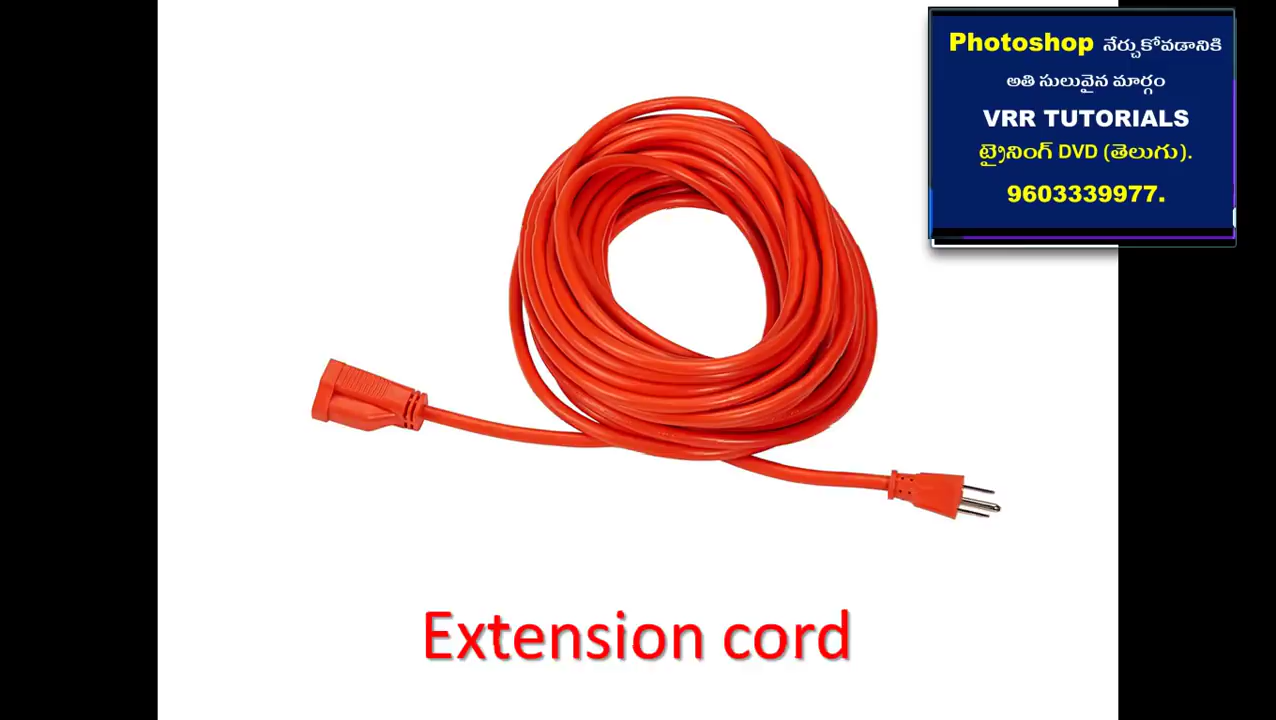 Photoshop నేర్చుకోవడానికి
అతి సులువైన మార్గం
VRR TUTORIALS
ట్రైనింగ్ DVD (తెలుగు).
9603339977.
Extension cord